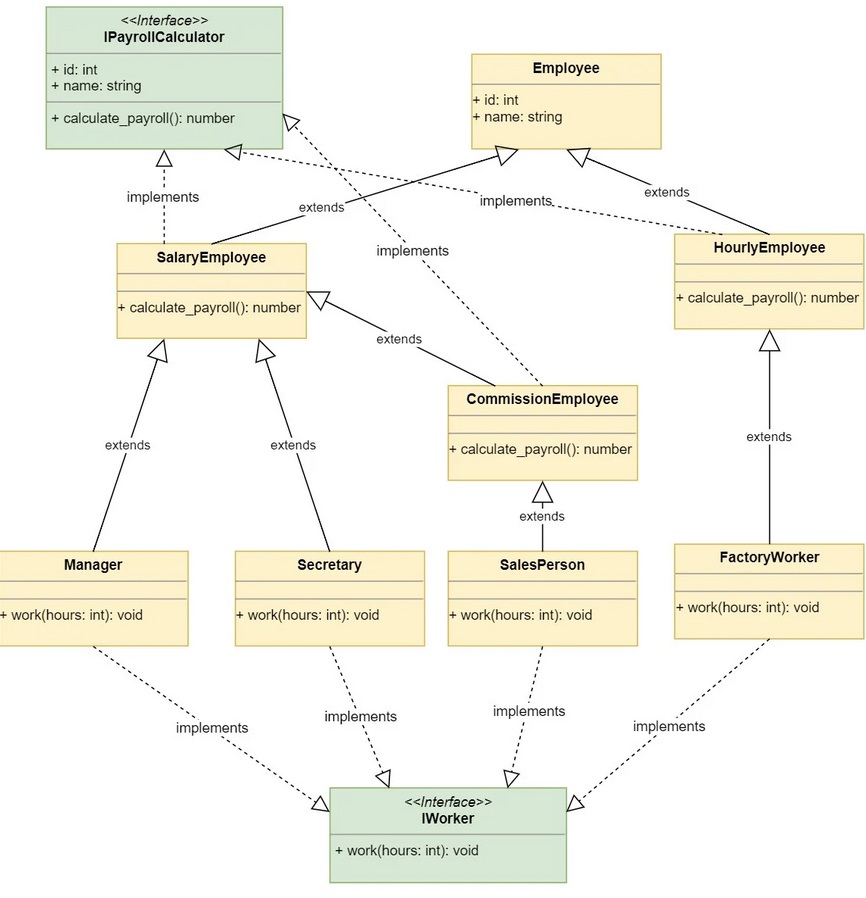 <<Interface>>
IPayrollCalculator
+ id: int
+ name: string
+ calculate_payroll(): number
Employee
+ id: int
+ name: string
implements
extends
implements
extends
implements
SalaryEmployee
+ calculate_payroll(): number
HourlyEmployee
+ calculate_payroll(): number
extends
CommissionEmployee
+ calculate_payroll(): number
extends
extends
extends
extends
Manager
+ work(hours: int): void
Secretary
+ work(hours: int): void
SalesPerson
+ work(hours: int): void
FactoryWorker
+ work(hours: int): void
implements
implements
implements
implements
<<Interface>>
IWorker
+ work(hours: int): void